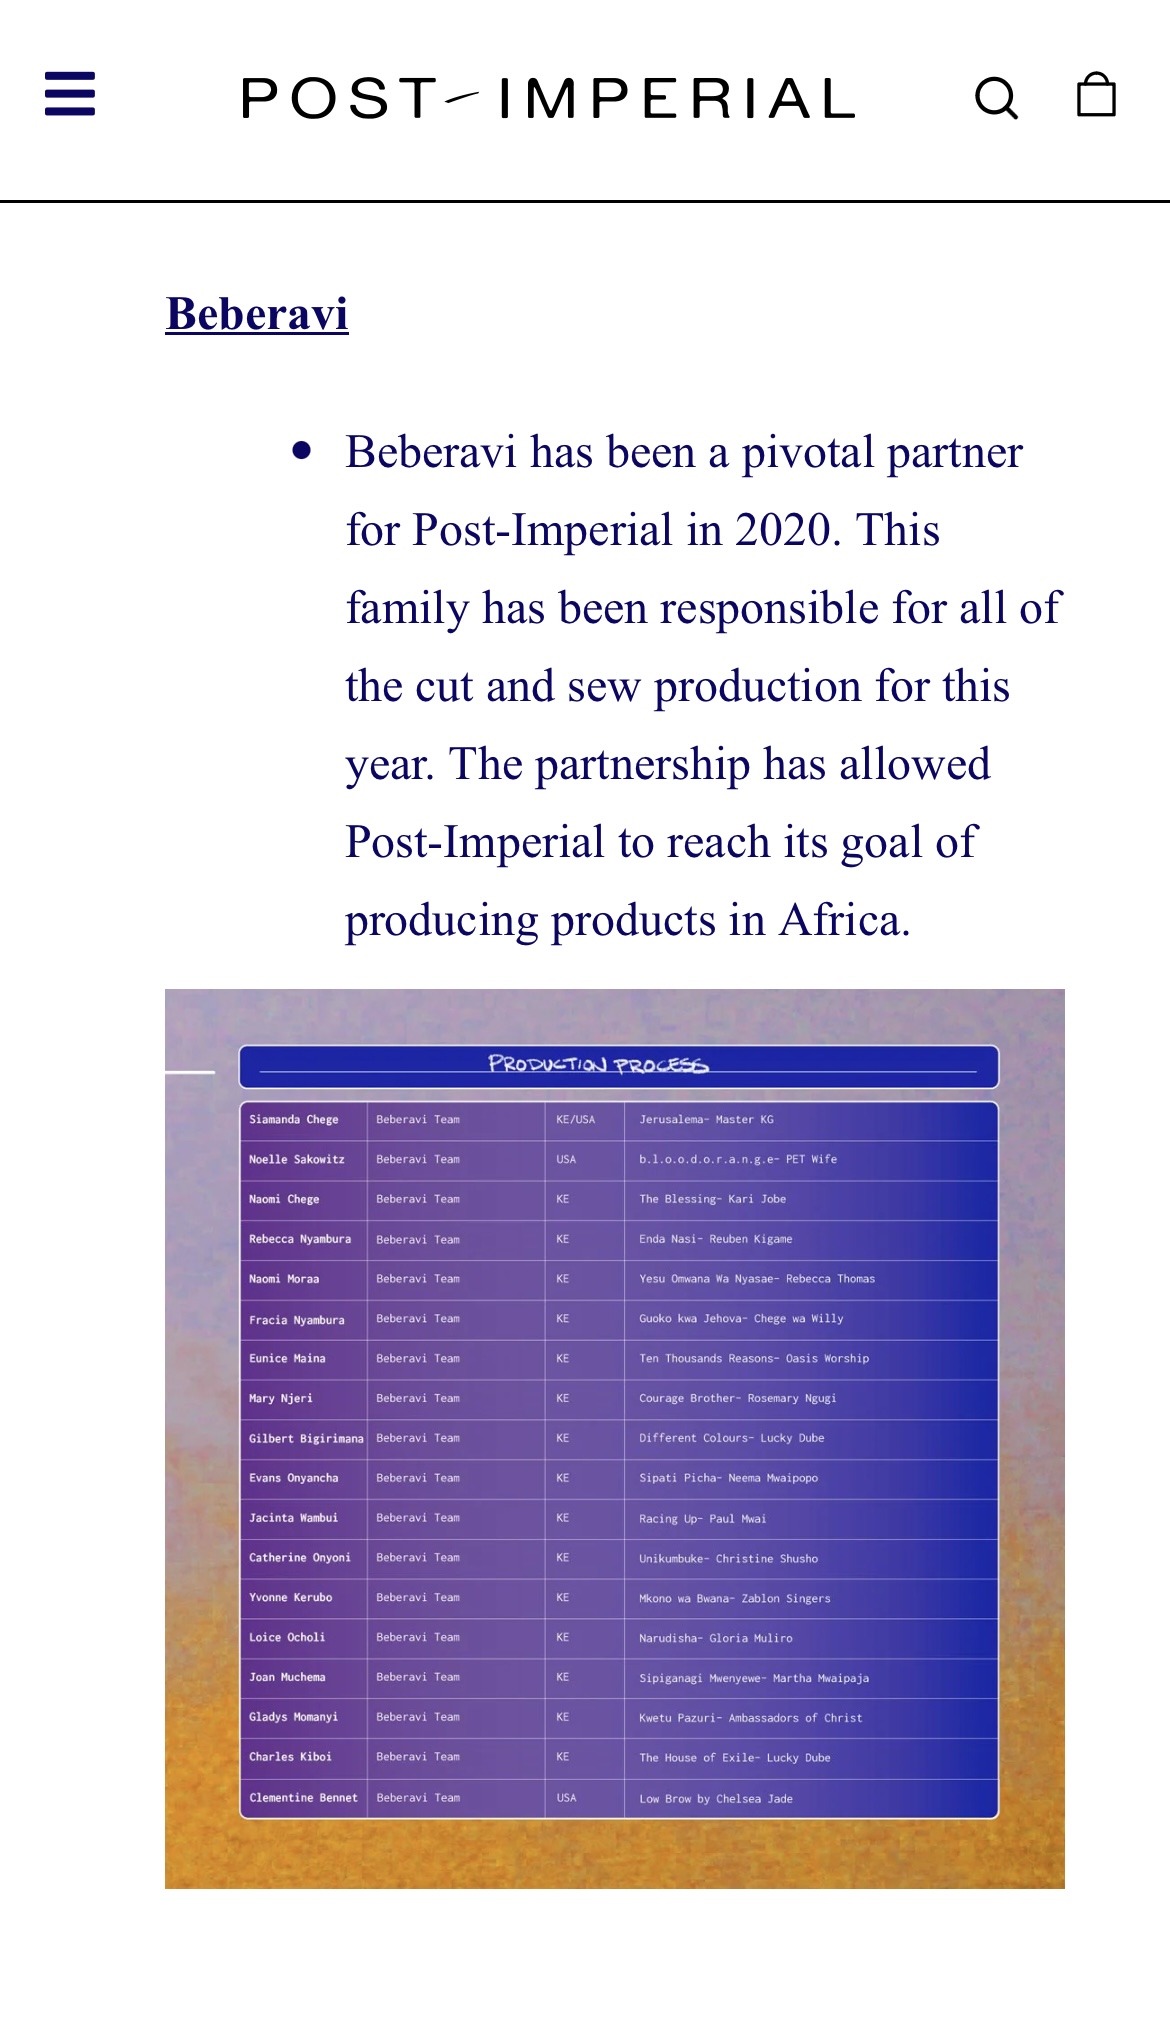 POST-IMPERIAL
Beberavi
• Beberavi has been a pivotal partner
for Post-Imperial in 2020. This
family has been responsible for all of
the cut and sew production for this
year. The partnership has allowed
Post-Imperial to reach its goal of
producing products in Africa.
PRODUCTION PROCESS
Siamanda Chege Beberavi Team KE/USA Jerusalema- Master KG
Noelle Sakowitz Beberavi Team USA b.l.o.o.d.o.r.a.n.g.e- PET Wife
Naomi Chege Beberavi Team KE The Blessing- Kari Jobe
Rebecca Nyambura Beberavi Team KE Enda Nasi- Reuben Kigame
Naomi Moraa Beberavi Team KE Yesu Omwana Wa Nyasae- Rebecca Thomas
Fracia Nyambura Beberavi Team KE Guoko kwa Jehova- Chege wa Willy
Eunice Maina Beberavi Team KE Ten Thousands Reasons- Oasis Worship
Mary Njeri Beberavi Team KE Courage Brother- Rosemary Ngugi
Gilbert Bigirimana Beberavi Team KE Different Colours- Lucky Dube
Evans Onyancha Beberavi Team KE Sipati Picha- Neema Mwaipopo
Jacinta Wambui Beberavi Team KE Racing Up- Paul Mwai
Catherine Onyoni Beberavi Team KE Unikumbuke- Christine Shusho
Yvonne Kerubo Beberavi Team KE Mkono wa Bwana- Zablon Singers
Loice Ocholi Beberavi Team KE Narudisha- Gloria Muliro
Joan Muchema Beberavi Team KE Sipiganagi Mwenyewe- Martha Mwaipaja
Gladys Momanyi Beberavi Team KE Kwetu Pazuri- Ambassadors of Christ
Charles Kiboi Beberavi Team KE The House of Exile- Lucky Dube
Clementine Bennet Beberavi Team USA Low Brow by Chelsea Jade